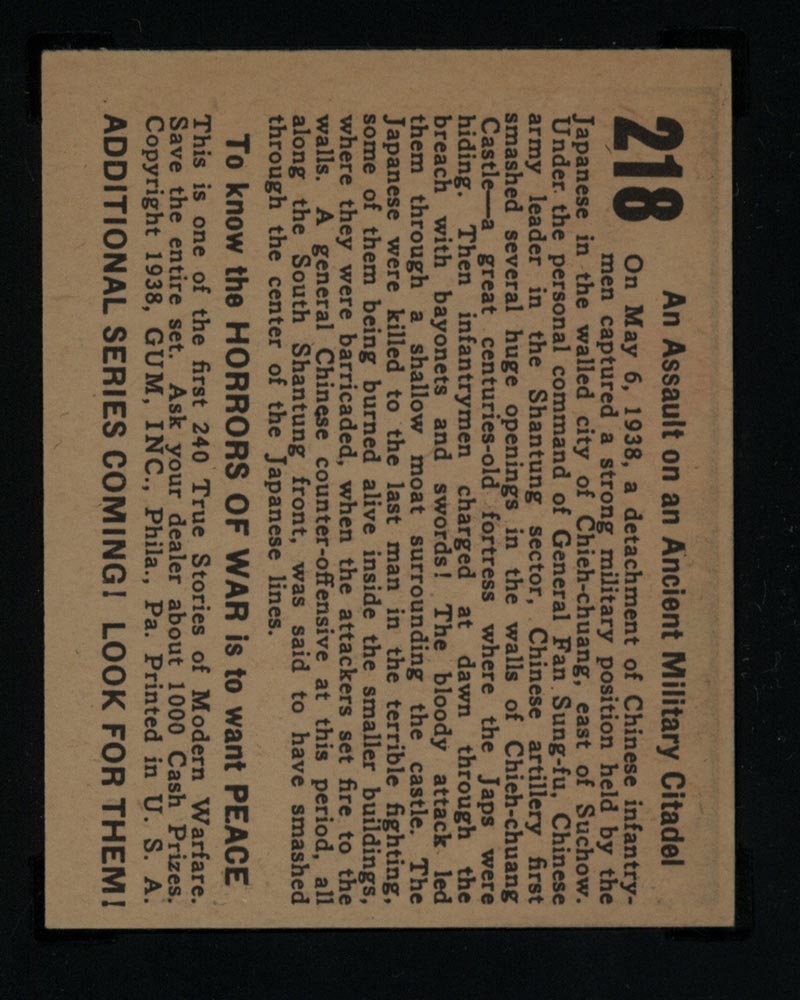 An Assault on an Ancient Military Citadel
218
On May 6, 1938, a detachment of Chinese infantry-
men captured a strong military position held by the
Japanese in the walled city of Chieh-chuang, east of Suchow.
Under the personal command of General Fan Sung-fu, Chinese
army leader in the Shantung sector, Chinese artillery first
smashed several huge openings in the walls of Chieh-chuang
Castle—a great centuries-old fortress where the Japs were
hiding. Then infantrymen charged at dawn through the
breach with bayonets and swords! The bloody attack led
them through a shallow moat surrounding the castle. The
Japanese were killed to the last man in the terrible fighting,
some of them being burned alive inside the smaller buildings,
where they were barricaded, when the attackers set fire to the
walls. A general Chinese counter-offensive at this period, all
along the South Shantung front, was said to have smashed
through the center of the Japanese lines.
To know the HORRORS OF WAR is to want PEACE
This is one of the first 240 True Stories of Modern Warfare.
Save the entire set. Ask your dealer about 1000 Cash Prizes.
Copyright 1938, GUM, INC., Phila., Pa. Printed in U. S. A.
ADDITIONAL SERIES COMING! LOOK FOR THEM!